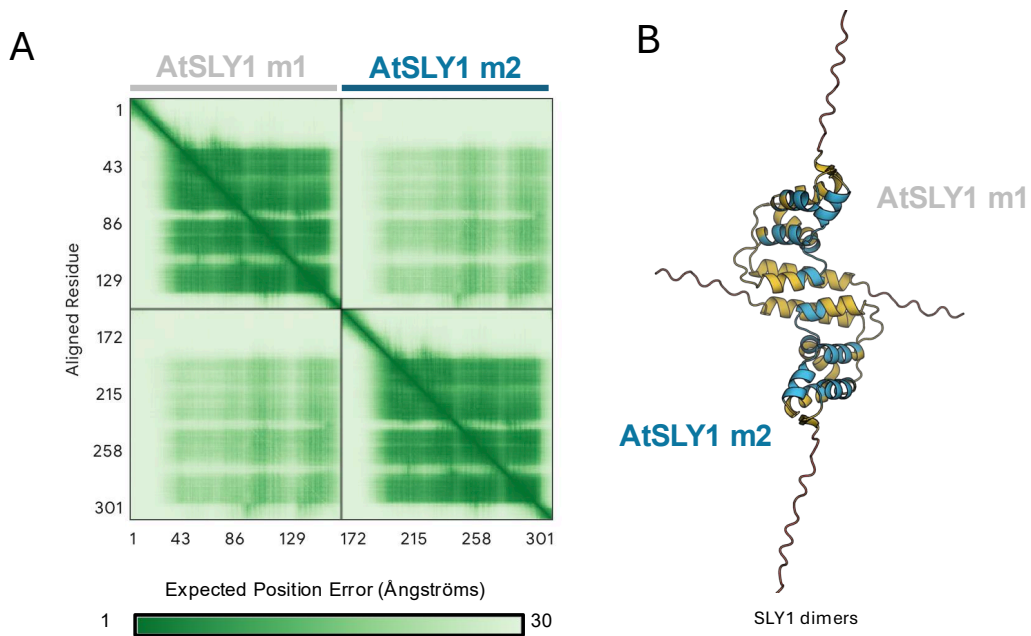 A
B
AtSLY1 m1
AtSLY1 m2
Aligned Residue
1
43
86
129
172
215
258
301
1 43 86 129 172 215 258 301
Expected Position Error (Ångströms)
1 30
AtSLY1 m1
AtSLY1 m2
SLY1 dimers